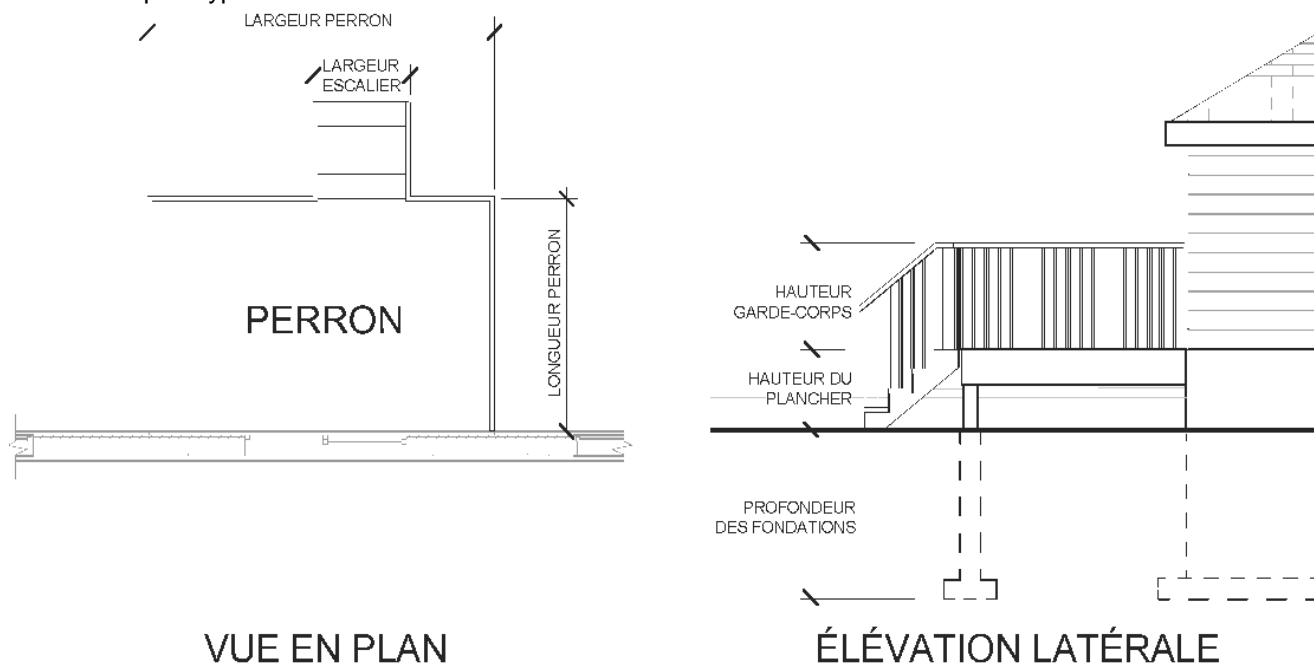 LARGEUR PERRON
LARGEUR
ESCALIER
PERRON
LONGUEUR PERRON
VUE EN PLAN
HAUTEUR
GARDE-CORPS
HAUTEUR DU
PLANCHER
PROFONDEUR
DES FONDATIONS
ÉLÉVATION LATÉRALE